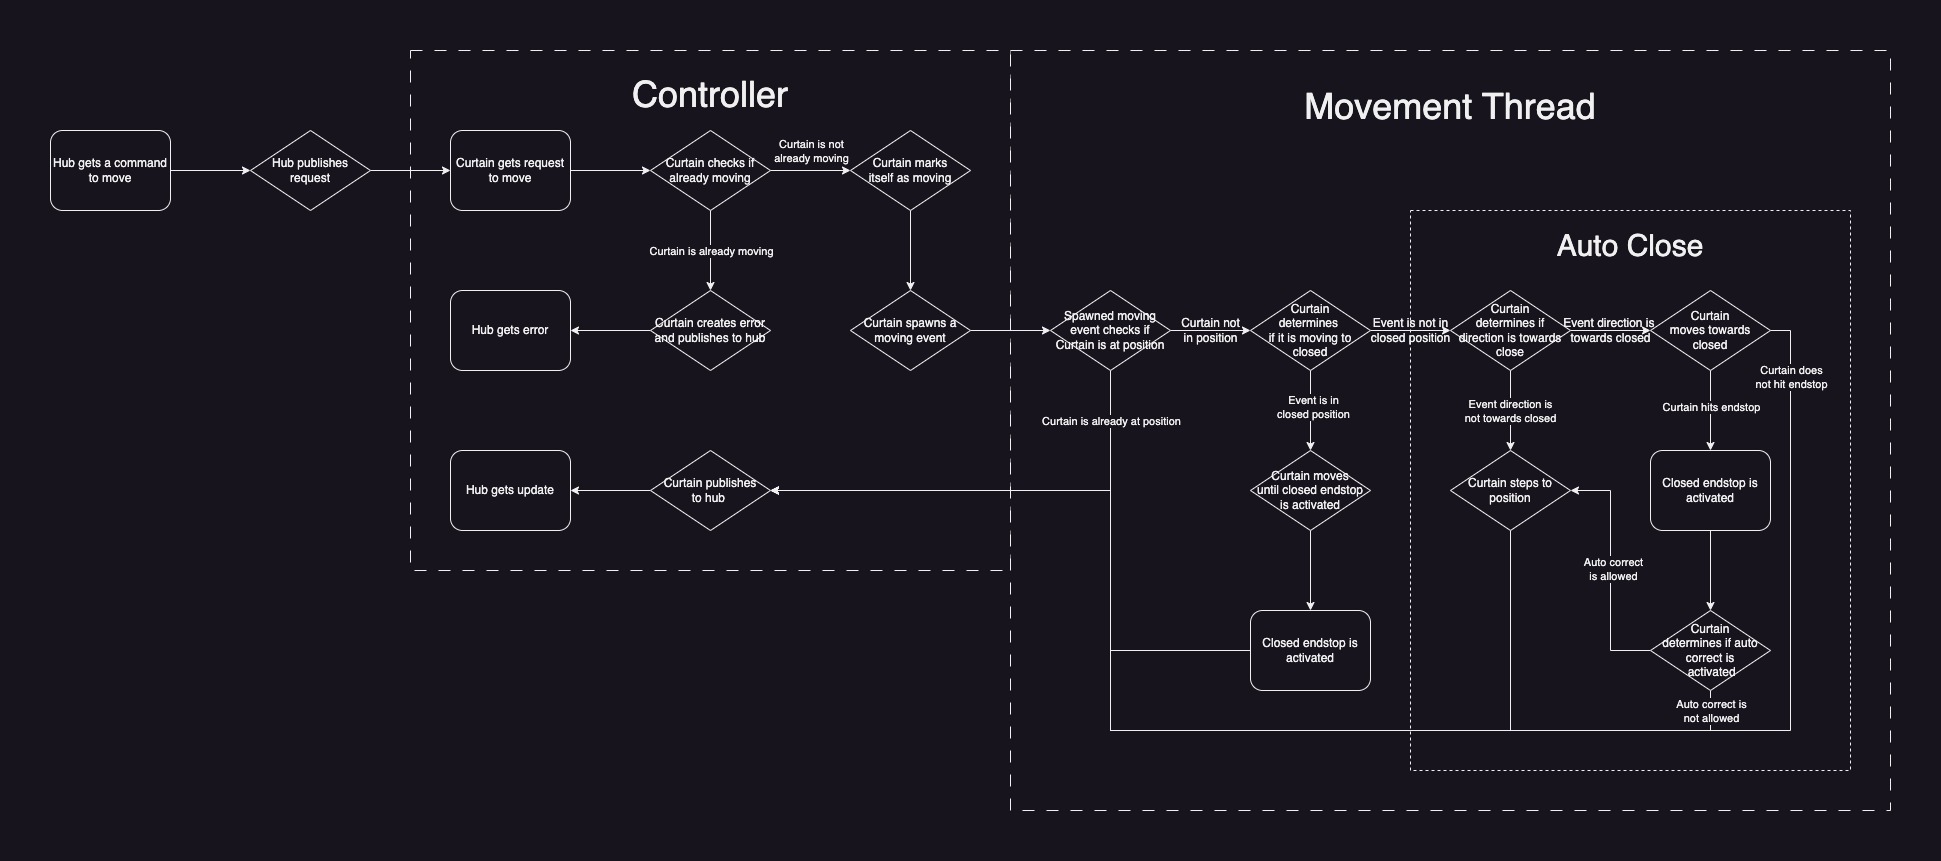 Controller
Movement Thread
Hub gets a command
to move
Hub publishes
request
Curtain gets request
to move
Curtain checks if
already moving
Curtain is not
already moving
Curtain marks
itself as moving
Curtain is already moving
Hub gets error
Curtain creates error
and publishes to hub
Curtain spawns a
moving event
Auto Close
Spawned moving
event checks if
Curtain is at position
Curtain not
in position
Curtain
determines
if it is moving to
closed
Event is not in
closed position
Curtain
determines if
direction is towards
close
Event direction is
towards closed
Curtain
moves towards
closed
Curtain does
not hit endstop
Curtain is already at position
Event is in
closed position
Event direction is
not towards closed
Curtain hits endstop
Hub gets update
Curtain publishes
to hub
Curtain moves
until closed endstop
is activated
Curtain steps to
position
Closed endstop is
activated
Auto correct
is allowed
Closed endstop is
activated
Curtain
determines if auto
correct is
activated
Auto correct is
not allowed